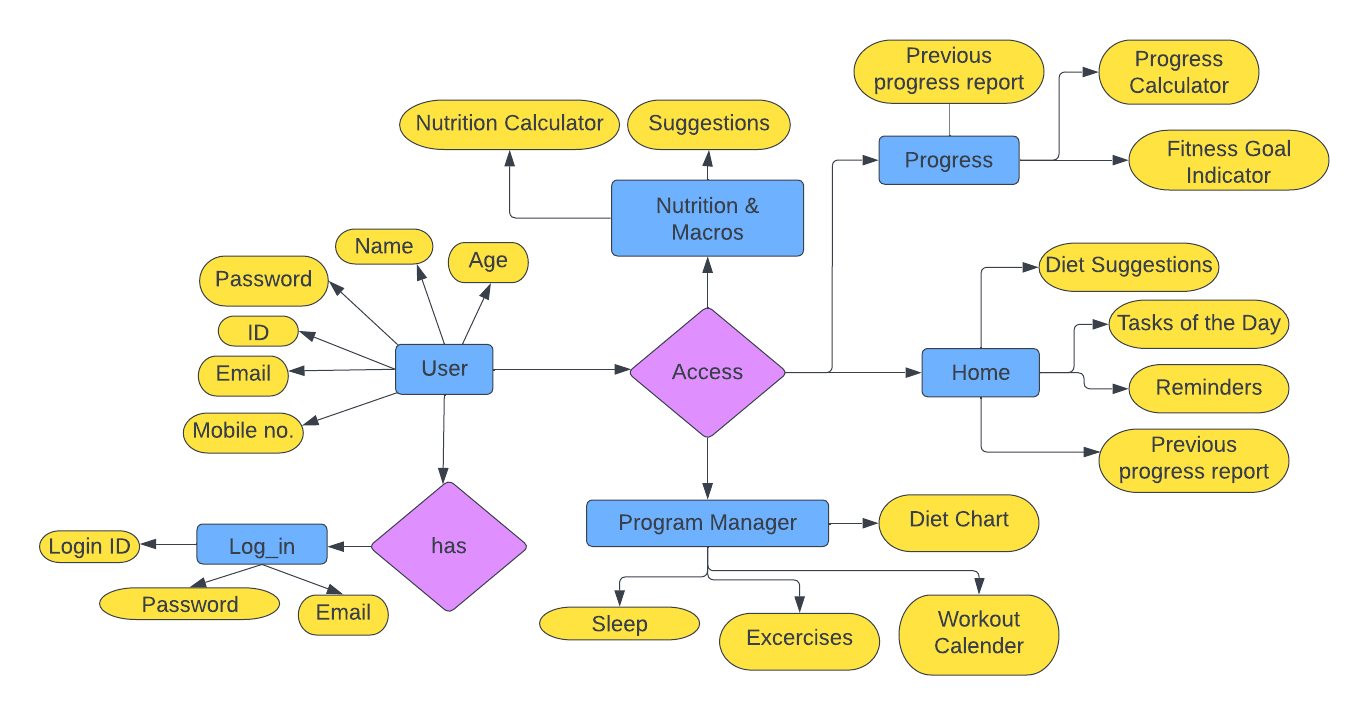 Previous
progress report
Progress
Calculator
Nutrition Calculator
Suggestions
Progress
Fitness Goal
Indicator
Nutrition &
Macros
Name
Age
Password
Diet Suggestions
ID
Tasks of the Day
Email
User
Access
Home
Reminders
Mobile no.
Previous
progress report
Program Manager
Diet Chart
Login ID
Log_in
has
Password
Email
Sleep
Excercises
Workout
Calender